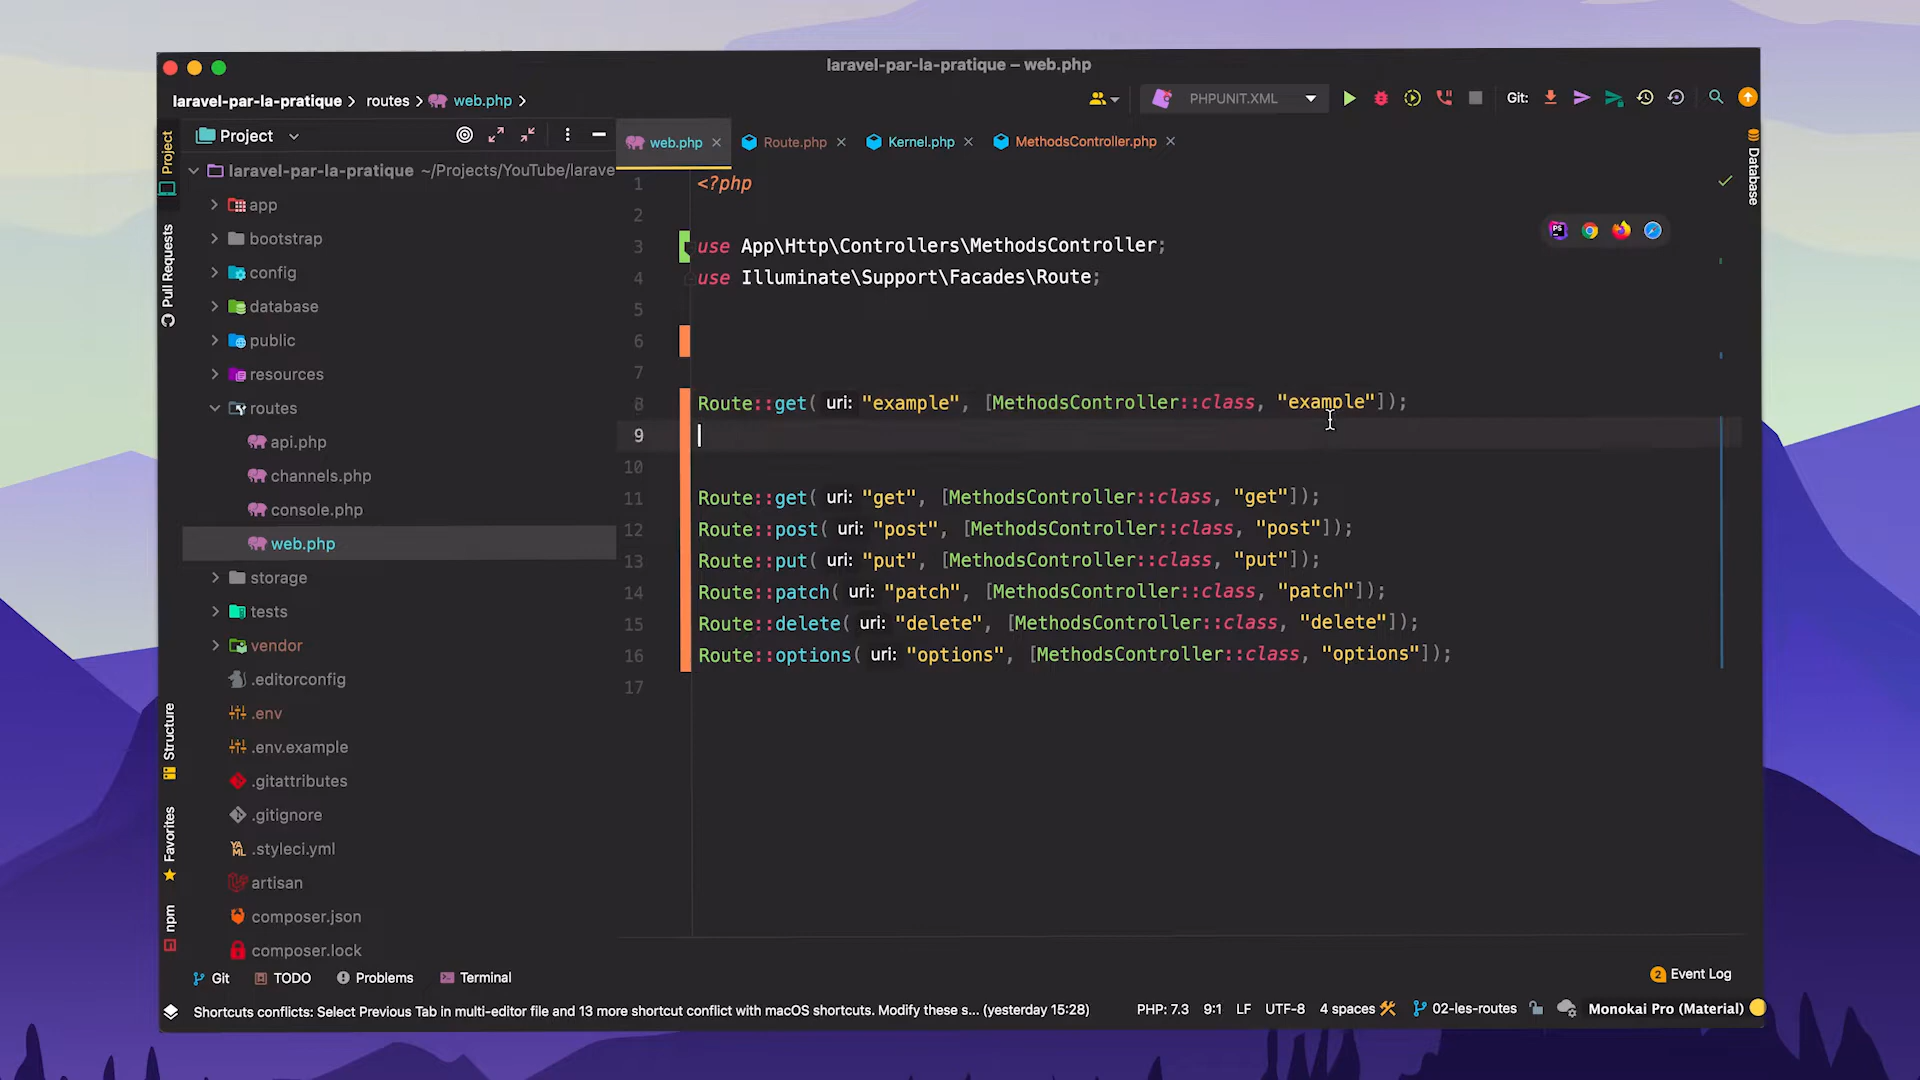 laravel-par-la-pratique – web.php
laravel-par-la-pratique > routes > web.php >
PHPUNIT.XML
Git:
Project
web.php
Route.php
Kernel.php
MethodsController.php
Project
Pull Requests
Structure
Favorites
npm
Database
laravel-par-la-pratique ~/Projects/YouTube/larave
app
bootstrap
config
database
public
resources
routes
api.php
channels.php
console.php
web.php
storage
tests
vendor
.editorconfig
.env
.env.example
.gitattributes
.gitignore
.styleci.yml
artisan
composer.json
composer.lock
1 <?php
2
3 use App\Http\Controllers\MethodsController;
4 use Illuminate\Support\Facades\Route;
5
6
7
8 Route::get( uri: "example", [MethodsController::class, "example"]);
9
10
11 Route::get( uri: "get", [MethodsController::class, "get"]);
12 Route::post( uri: "post", [MethodsController::class, "post"]);
13 Route::put( uri: "put", [MethodsController::class, "put"]);
14 Route::patch( uri: "patch", [MethodsController::class, "patch"]);
15 Route::delete( uri: "delete", [MethodsController::class, "delete"]);
16 Route::options( uri: "options", [MethodsController::class, "options"]);
17
PS
Git
TODO
Problems
Terminal
2 Event Log
Shortcuts conflicts: Select Previous Tab in multi-editor file and 13 more shortcut conflict with macOS shortcuts. Modify these s... (yesterday 15:28)
PHP: 7.3
9:1
LF
UTF-8
4 spaces
02-les-routes
Monokai Pro (Material)